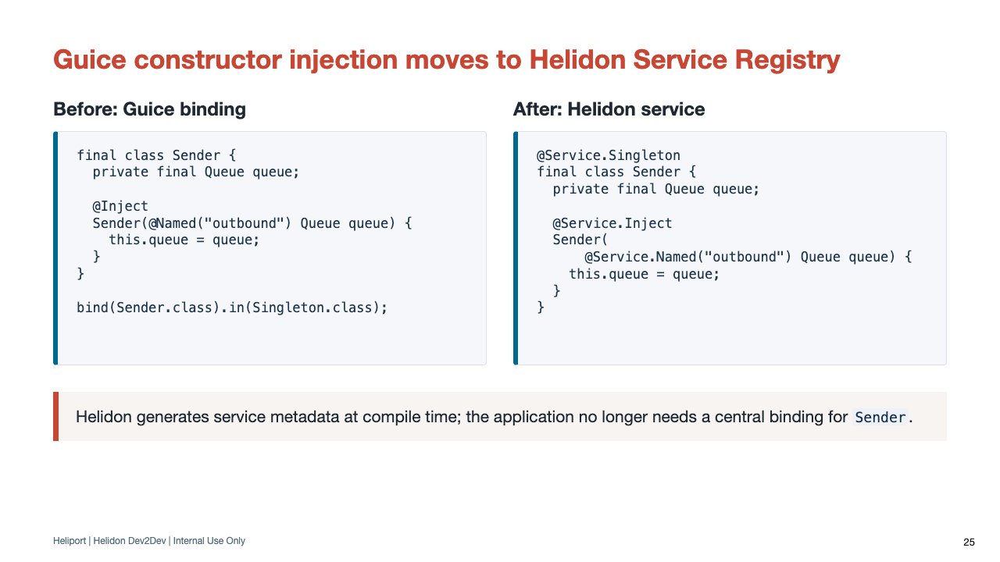 Guice constructor injection moves to Helidon Service Registry
Before: Guice binding
final class Sender {
  private final Queue queue;

  @Inject
  Sender(@Named("outbound") Queue queue) {
    this.queue = queue;
  }
}

bind(Sender.class).in(Singleton.class);
After: Helidon service
@Service.Singleton
final class Sender {
  private final Queue queue;

  @Service.Inject
  Sender(
      @Service.Named("outbound") Queue queue) {
    this.queue = queue;
  }
}
Helidon generates service metadata at compile time; the application no longer needs a central binding for Sender.
Heliport | Helidon Dev2Dev | Internal Use Only
25